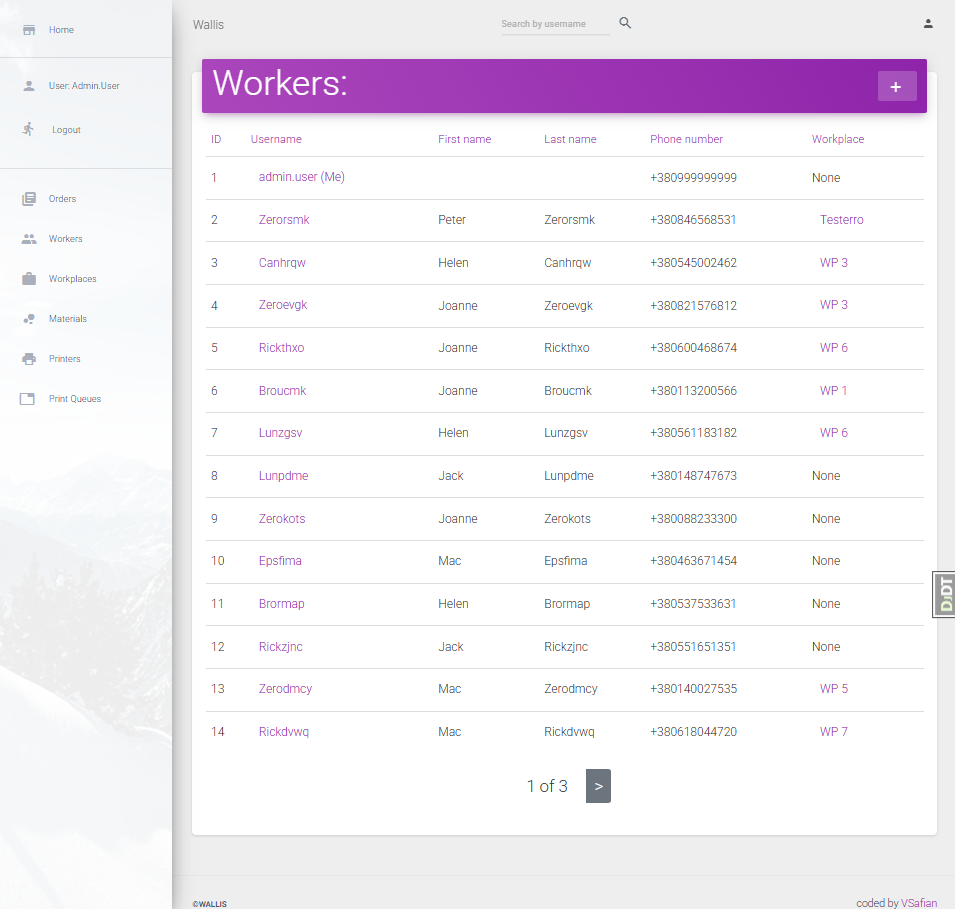 Home
User: Admin.User
Logout
Orders
Workers
Workplaces
Materials
Printers
Print Queues
Wallis
Search by username
Workers:
+
ID Username First name Last name Phone number Workplace
1 admin.user (Me) +380999999999 None
2 Zerorsmk Peter Zerorsmk +380846568531 Testerro
3 Canhrqw Helen Canhrqw +380545002462 WP 3
4 Zeroevgk Joanne Zeroevgk +380821576812 WP 3
5 Rickthxo Joanne Rickthxo +380600468674 WP 6
6 Broucmk Joanne Broucmk +380113200566 WP 1
7 Lunzgsv Helen Lunzgsv +380561183182 WP 6
8 Lunpdme Jack Lunpdme +380148747673 None
9 Zerokots Joanne Zerokots +380088233300 None
10 Epsfima Mac Epsfima +380463671454 None
11 Brormap Helen Brormap +380537533631 None
12 Rickzjnc Jack Rickzjnc +380551651351 None
13 Zerodmcy Mac Zerodmcy +380140027535 WP 5
14 Rickdvwq Mac Rickdvwq +380618044720 WP 7
1 of 3 >
DjDT
©WALLIS
coded by VSafian